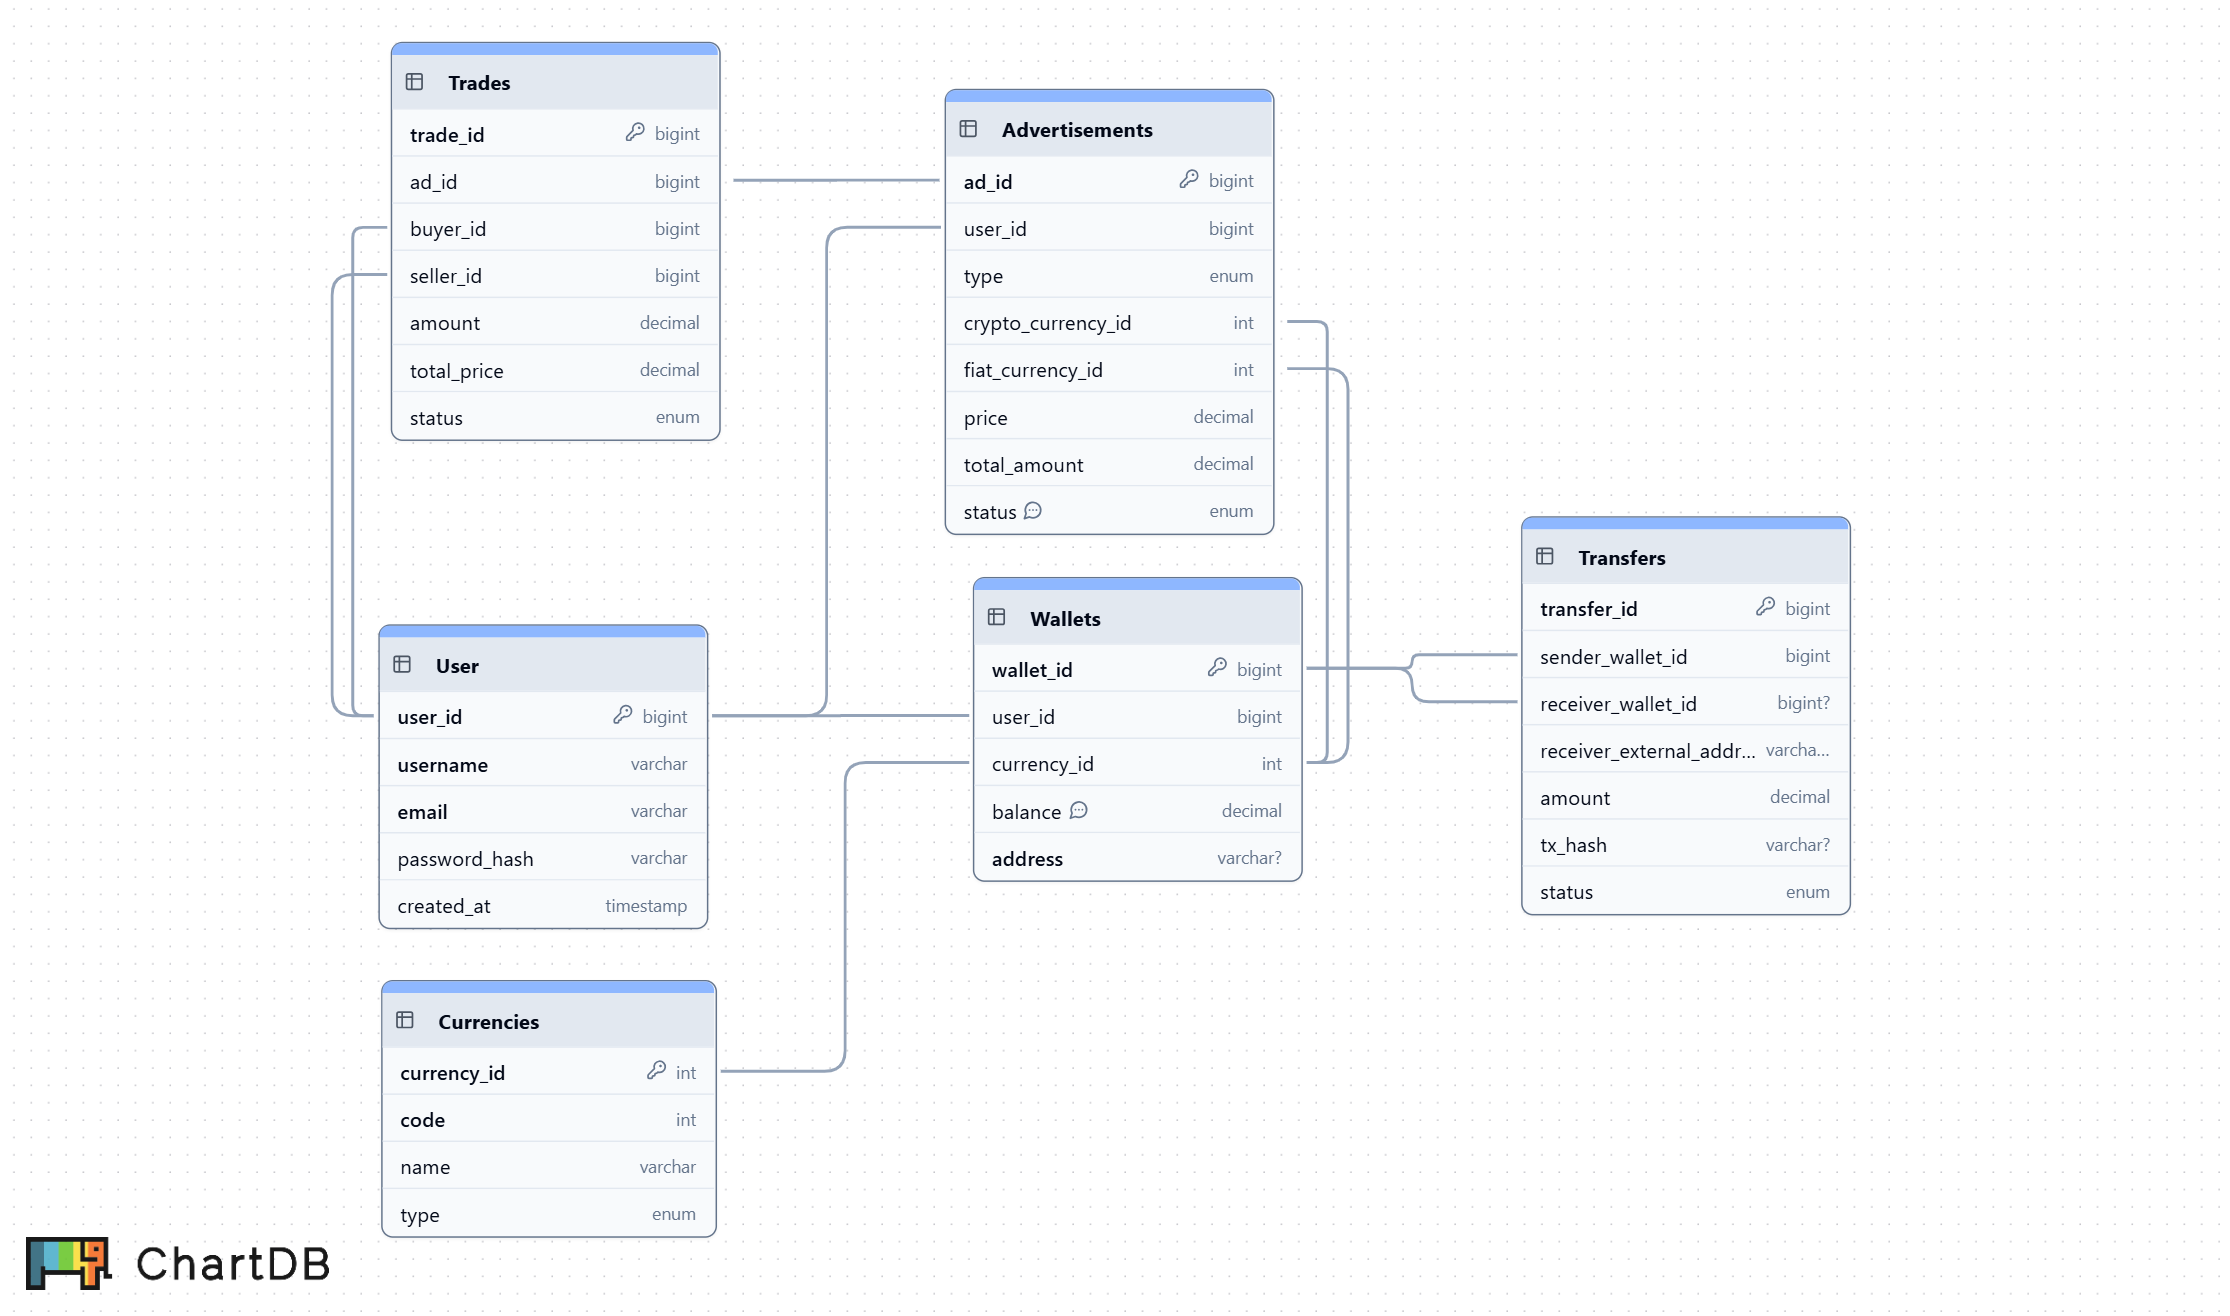 Trades
trade_id bigint
ad_id bigint
buyer_id bigint
seller_id bigint
amount decimal
total_price decimal
status enum
Advertisements
ad_id bigint
user_id bigint
type enum
crypto_currency_id int
fiat_currency_id int
price decimal
total_amount decimal
status enum
User
user_id bigint
username varchar
email varchar
password_hash varchar
created_at timestamp
Wallets
wallet_id bigint
user_id bigint
currency_id int
balance decimal
address varchar?
Transfers
transfer_id bigint
sender_wallet_id bigint
receiver_wallet_id bigint?
receiver_external_addr... varcha...
amount decimal
tx_hash varchar?
status enum
Currencies
currency_id int
code int
name varchar
type enum
ChartDB